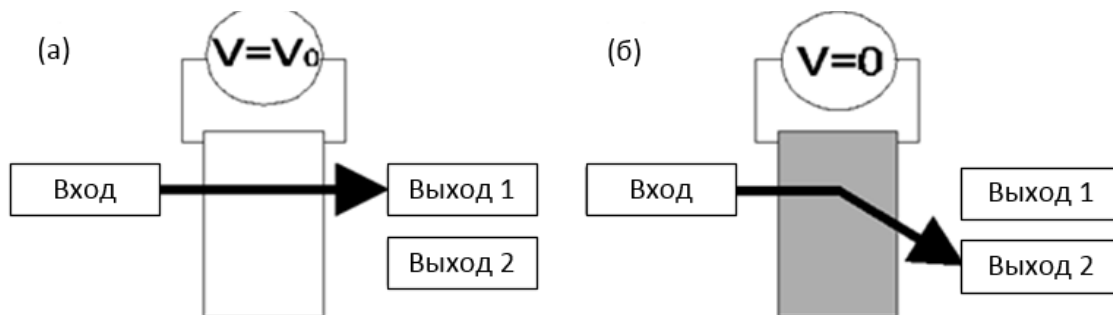 (а)
V=V₀
Вход
Выход 1
Выход 2
(б)
V=0
Вход
Выход 1
Выход 2